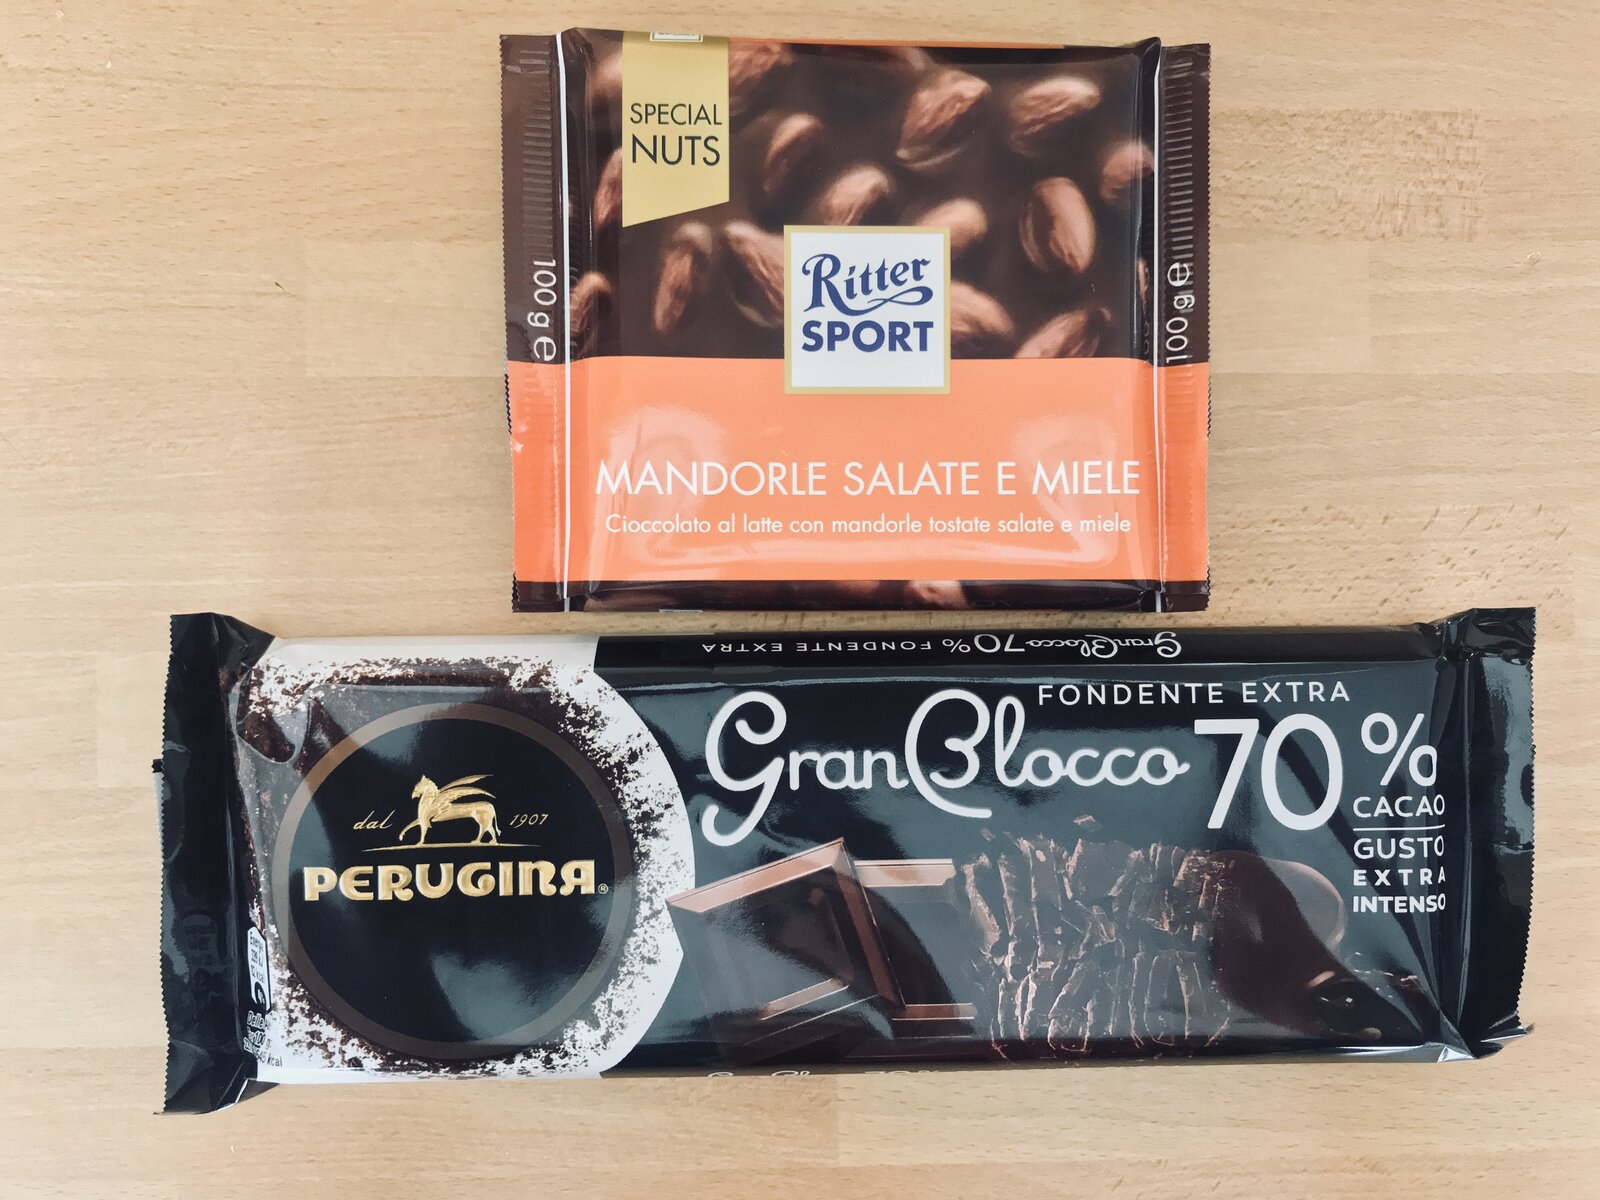 SPECIAL
NUTS
Ritter
SPORT
100 g e
100 g e
MANDORLE SALATE E MIELE
Cioccolato al latte con mandorle tostate salate e miele
GranBlocco 70% FONDENTE EXTRA
FONDENTE EXTRA
GranBlocco 70%
CACAO
GUSTO
EXTRA
INTENSO
dal 1907
PERUGINA®
kcal